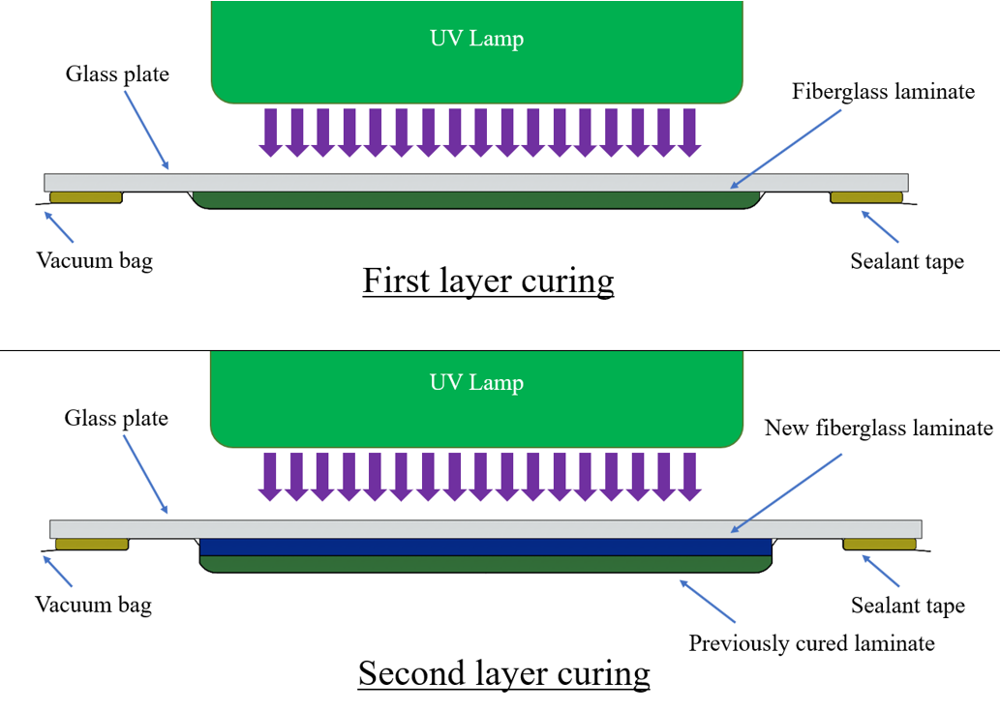 UV Lamp
Glass plate
Fiberglass laminate
Vacuum bag
Sealant tape
First layer curing
UV Lamp
Glass plate
New fiberglass laminate
Vacuum bag
Sealant tape
Previously cured laminate
Second layer curing